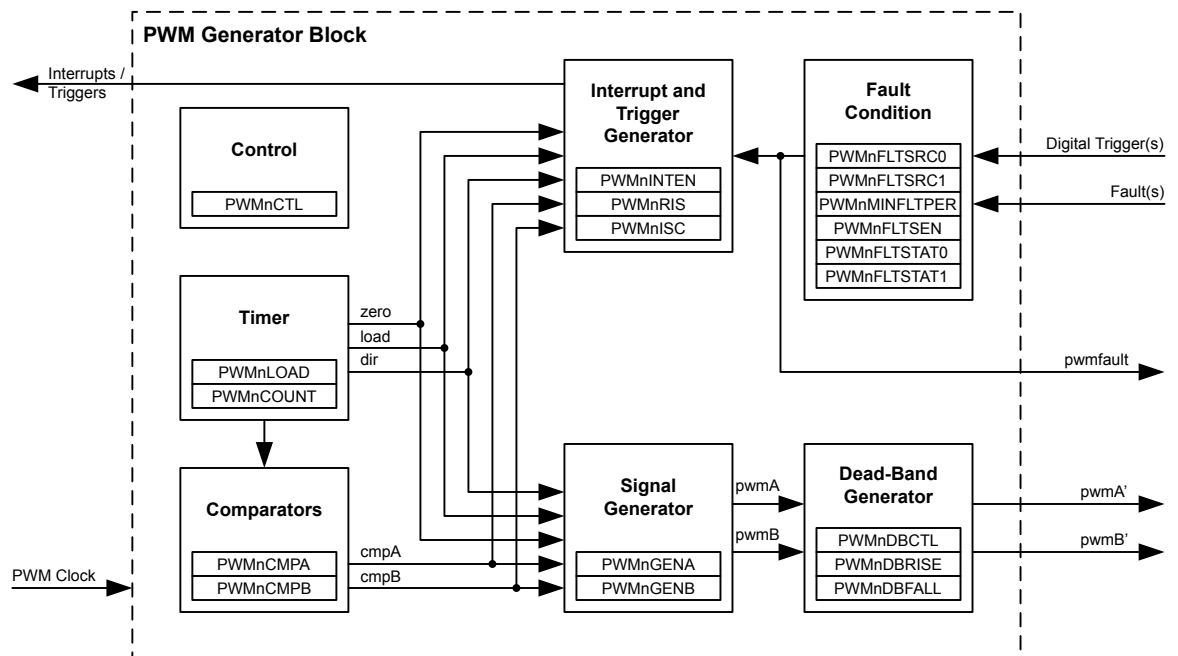 PWM Generator Block
Interrupts /
Triggers
Control
PWMnCTL
Interrupt and
Trigger
Generator
PWMnINTEN
PWMnRIS
PWMnISC
Fault
Condition
PWMnFLTSRC0
PWMnFLTSRC1
PWMnMINFLTPER
PWMnFLTSEN
PWMnFLTSTAT0
PWMnFLTSTAT1
Digital Trigger(s)
Fault(s)
Timer
PWMnLOAD
PWMnCOUNT
zero
load
dir
pwmfault
Comparators
PWMnCMPA
PWMnCMPB
cmpA
cmpB
Signal
Generator
PWMnGENA
PWMnGENB
pwmA
pwmB
Dead-Band
Generator
PWMnDBCTL
PWMnDBRISE
PWMnDBFALL
pwmA’
pwmB’
PWM Clock